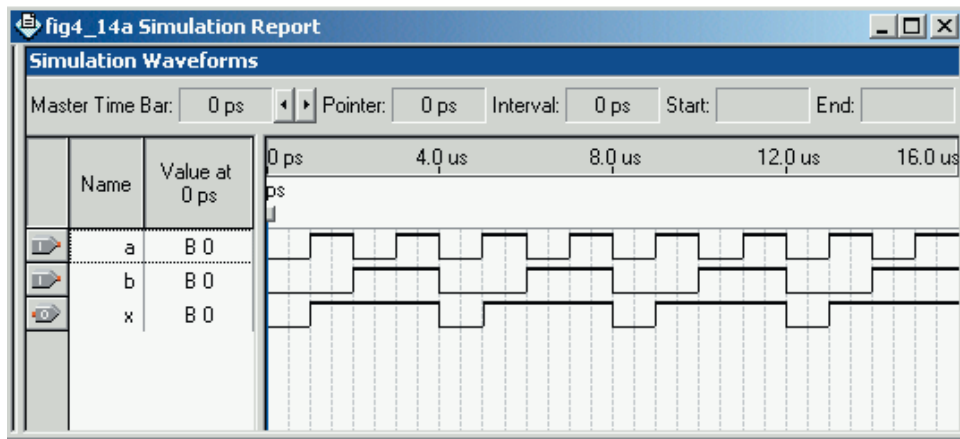 fig4_14a Simulation Report
Simulation Waveforms
Master Time Bar: 0 ps Pointer: 0 ps Interval: 0 ps Start: End:
Name Value at 0 ps
0 ps 4.0 us 8.0 us 12.0 us 16.0 us
ps
a B 0
b B 0
x B 0